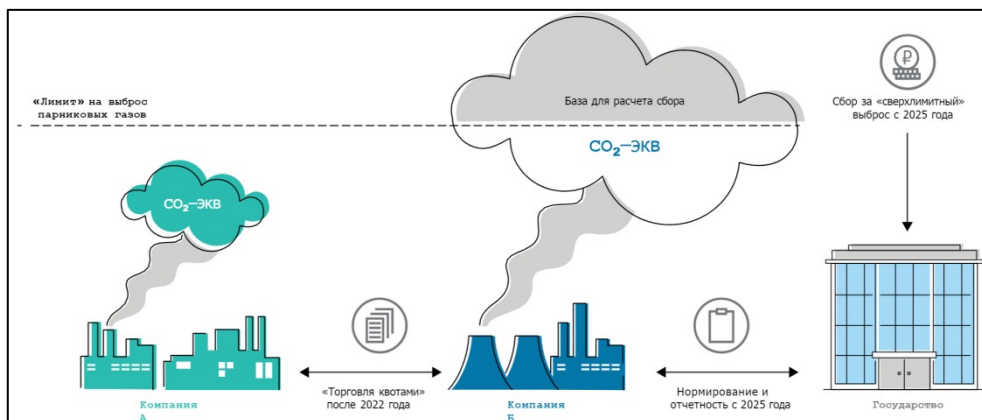 «Лимит» на выброс
парниковых газов
База для расчета сбора
CO₂—ЭКВ
₽
Сбор за «сверхлимитный»
выброс с 2025 года
CO₂—ЭКВ
«Торговля квотами»
после 2022 года
Нормирование и
отчетность с 2025 года
Компания
А
Компания
Б
Государство